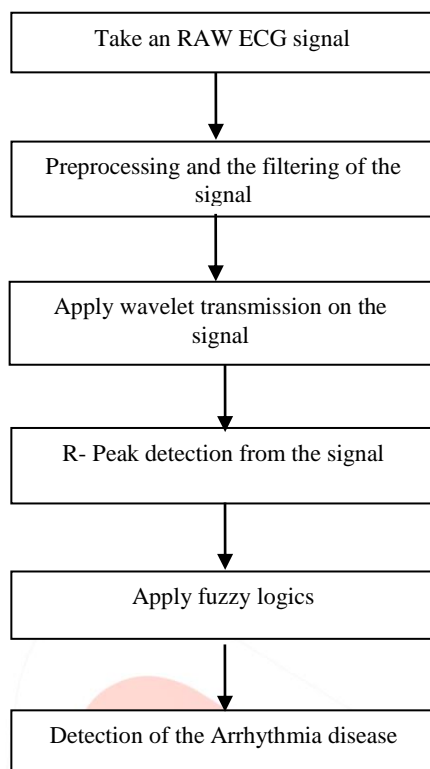 Take an RAW ECG signal
Preprocessing and the filtering of the
signal
Apply wavelet transmission on the
signal
R- Peak detection from the signal
Apply fuzzy logics
Detection of the Arrhythmia disease